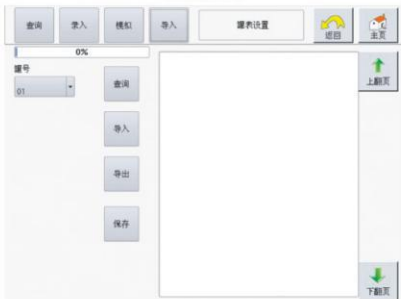 查询 录入 模拟 导入 罐表设置 返回 主页
0%
罐号
01
查询
上翻页
导入
导出
保存
下翻页